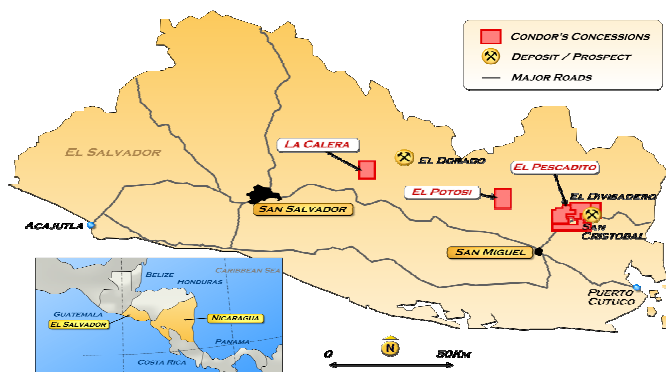 CONDOR'S CONCESSIONS
DEPOSIT / PROSPECT
MAJOR ROADS
LA CALERA
EL SALVADOR
EL DORADO
EL PESCADITO
EL POTOSI
EL DIVISADERO
SAN SALVADOR
ACAJUTLA
SAN CRISTOBAL
SAN MIGUEL
PUERTO
CUTUCO
CARIBBEAN SEA
BELIZE
HONDURAS
GUATEMALA
EL SALVADOR
NICARAGUA
PANAMA
COSTA RICA
N
0
50KM